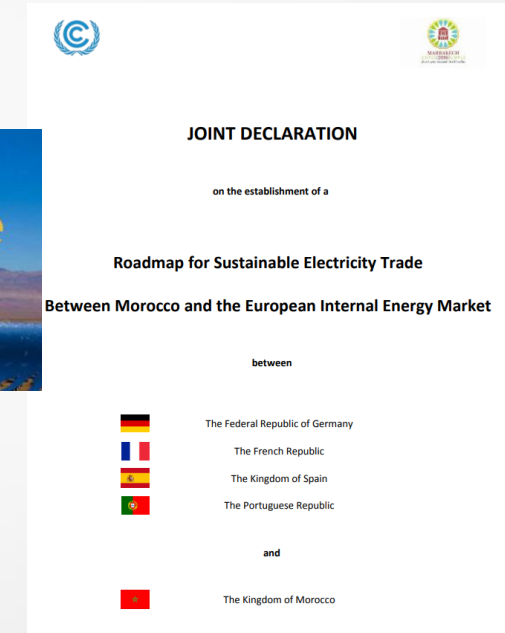 MARRAKECH
JOINT DECLARATION
on the establishment of a
Roadmap for Sustainable Electricity Trade
Between Morocco and the European Internal Energy Market
between
The Federal Republic of Germany
The French Republic
The Kingdom of Spain
The Portuguese Republic
and
The Kingdom of Morocco